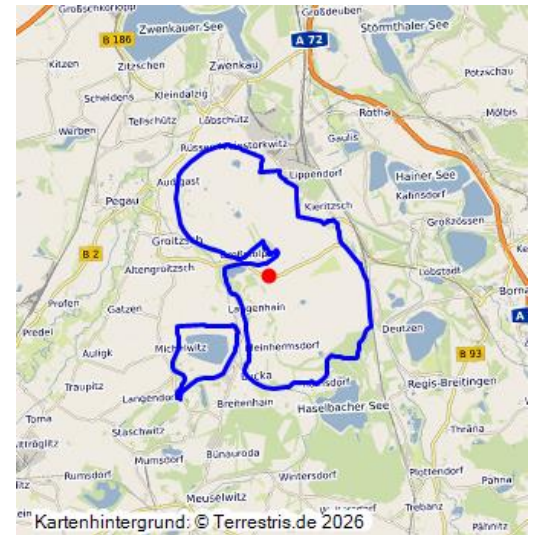 Großschkorlopp
Großdeuben
Zwenkauer See
Störmthaler See
B 186
A 72
Kitzen
Zitzschen
Zwenkau
Pötzschau
Scheidens
Kleindalzig
Rötha
Mölbis
Tellschütz
Löbschütz
Werben
Gaulis
Lippendorf
Hainer See
Audigast
Kahnsdorf
Pegau
Kieritzsch
Großzössen
Groitzsch
B 2
Altengroitzsch
Lobstädt
Borna
Profen
Gatzen
Langenhain
A
Predel
Deutzen
Auligk
Michelwitz
B 93
Traupitz
Lucka
Regis-Breitingen
Langendorf
Breitenhain
Haselbacher See
Staschwitz
Thräna
Mumsdorf
Bünauroda
Rumsdorf
Wintersdorf
Plottendorf
Pahna
Meuselwitz
Trebanz
Kartenhintergrund: © Terrestris.de 2026
Pähnitz